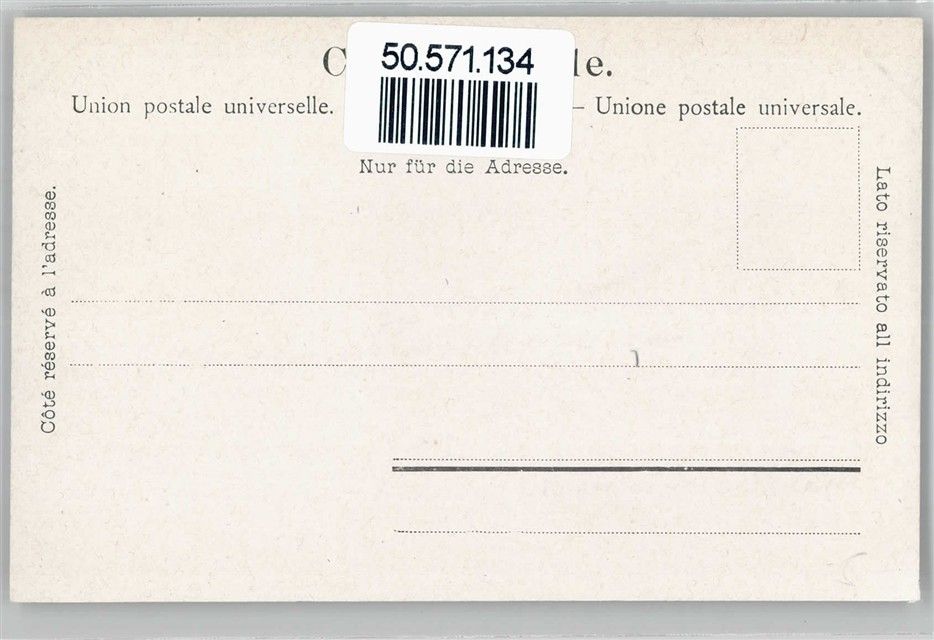 50.571.134
Union postale universelle. – Unione postale universale.
Nur für die Adresse.
Côté réservé à l'adresse.
Lato riservato all indirizzo